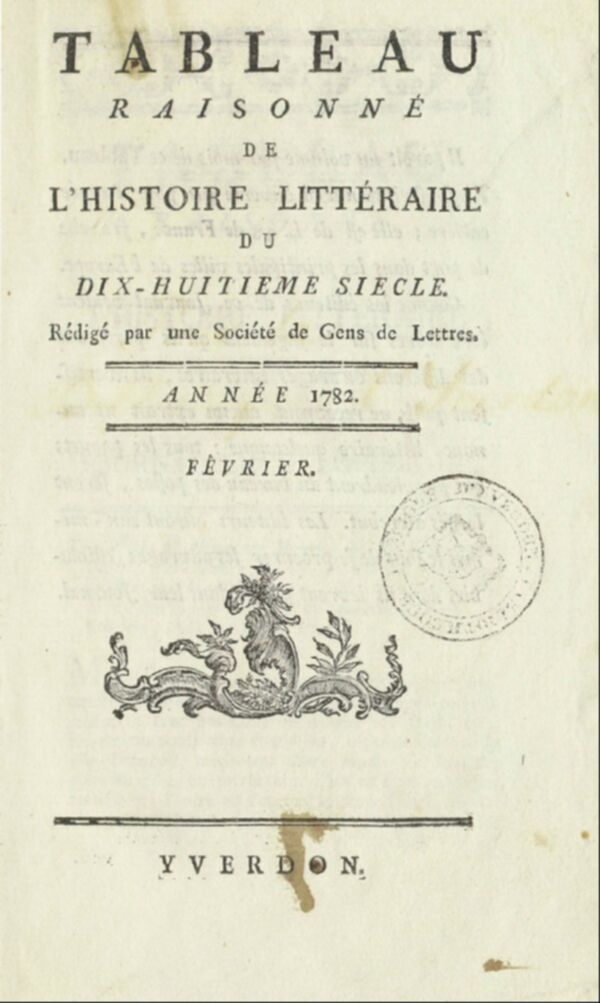 TABLEAU
RAISONNÉ
DE
L'HISTOIRE LITTÉRAIRE
DU
DIX-HUITIEME SIECLE.
Rédigé par une Société de Gens de Lettres.
ANNÉE 1782.
FÉVRIER.
YVERDON.